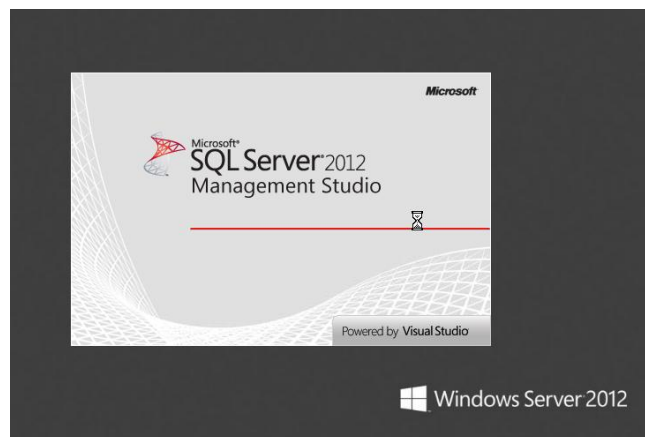 Microsoft
Microsoft®
SQL Server 2012
Management Studio
Powered by Visual Studio
Windows Server 2012